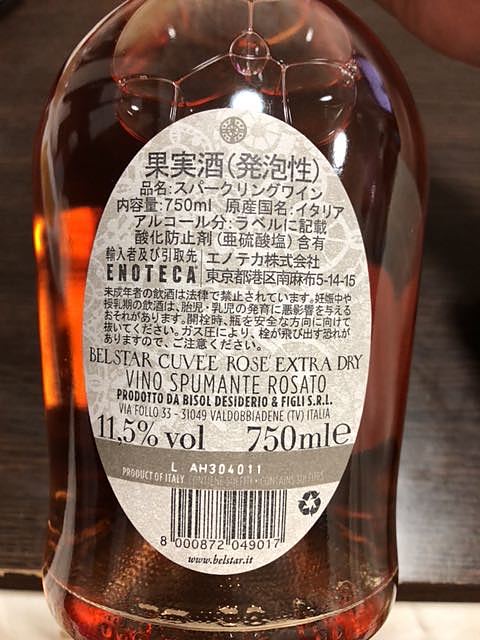 果実酒(発泡性)
品名:スパークリングワイン
内容量:750ml 原産国名:イタリア
アルコール分:ラベルに記載
酸化防止剤(亜硫酸塩)含有
輸入者及び引取先 エノテカ株式会社
ENOTECA 東京都港区南麻布5-14-15
未成年者の飲酒は法律で禁止されています。妊娠中や
授乳期の飲酒は、胎児・乳児の発育に悪影響を与える
おそれがあります。開栓時、瓶を安全な方向に向けて
抜いてください。ガス圧により、栓が飛び出す恐れが
ありますので、ご注意ください。
BELSTAR CUVÉE ROSÉ EXTRA DRY
VINO SPUMANTE ROSATO
PRODOTTO DA BISOL DESIDERIO & FIGLI S.R.L.
VIA FOLLO 33 - 31049 VALDOBBIADENE (TV) ITALIA
11,5% vol 750ml e
L AH304011
PRODUCT OF ITALY CONTIENE SOLFITI • CONTAINS SULFITES
8 000872 049017
www.belstar.it